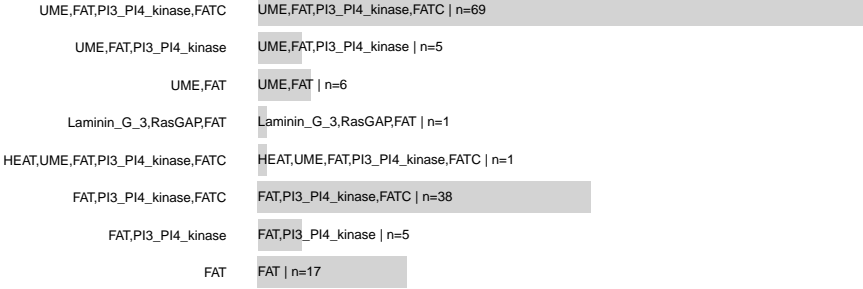 UME,FAT,PI3_PI4_kinase,FATC UME,FAT,PI3_PI4_kinase,FATC | n=69
UME,FAT,PI3_PI4_kinase UME,FAT,PI3_PI4_kinase | n=5
UME,FAT UME,FAT | n=6
Laminin_G_3,RasGAP,FAT Laminin_G_3,RasGAP,FAT | n=1
HEAT,UME,FAT,PI3_PI4_kinase,FATC HEAT,UME,FAT,PI3_PI4_kinase,FATC | n=1
FAT,PI3_PI4_kinase,FATC FAT,PI3_PI4_kinase,FATC | n=38
FAT,PI3_PI4_kinase FAT,PI3_PI4_kinase | n=5
FAT FAT | n=17